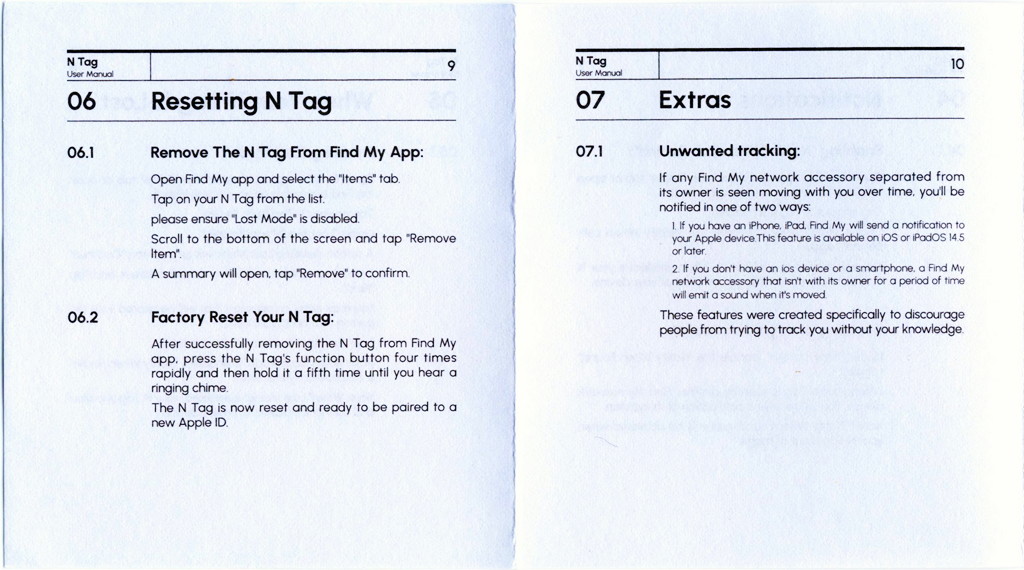 N Tag
User Manual
9
06 Resetting N Tag
06.1 Remove The N Tag From Find My App:
Open Find My app and select the "Items" tab.
Tap on your N Tag from the list.
please ensure "Lost Mode" is disabled.
Scroll to the bottom of the screen and tap "Remove
Item".
A summary will open, tap "Remove" to confirm.
06.2 Factory Reset Your N Tag:
After successfully removing the N Tag from Find My
app, press the N Tag's function button four times
rapidly and then hold it a fifth time until you hear a
ringing chime.
The N Tag is now reset and ready to be paired to a
new Apple ID.
N Tag
User Manual
10
07 Extras
07.1 Unwanted tracking:
If any Find My network accessory separated from
its owner is seen moving with you over time, you'll be
notified in one of two ways:
1. If you have an iPhone, iPad, Find My will send a notification to
your Apple device.This feature is available on iOS or iPadOS 14.5
or later.
2. If you don't have an ios device or a smartphone, a Find My
network accessory that isn't with its owner for a period of time
will emit a sound when it's moved.
These features were created specifically to discourage
people from trying to track you without your knowledge.